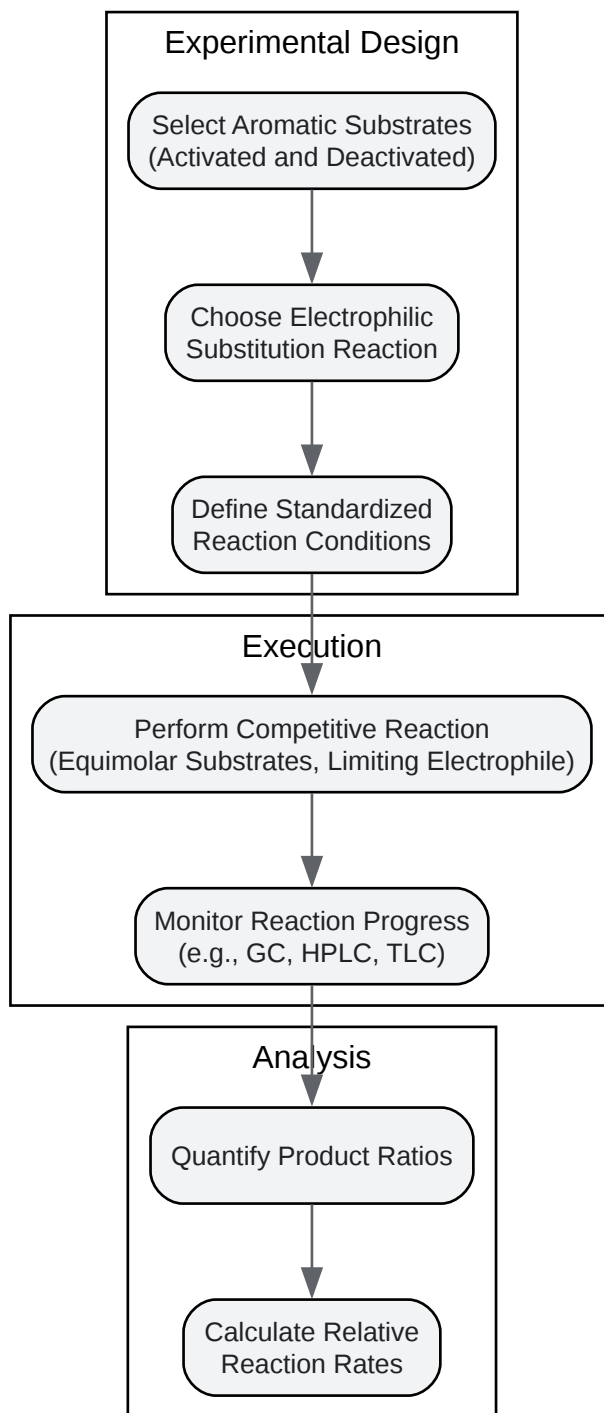 Experimental Design
Select Aromatic Substrates
(Activated and Deactivated)
Choose Electrophilic
Substitution Reaction
Define Standardized
Reaction Conditions
Execution
Perform Competitive Reaction
(Equimolar Substrates, Limiting Electrophile)
Monitor Reaction Progress
(e.g., GC, HPLC, TLC)
Analysis
Quantify Product Ratios
Calculate Relative
Reaction Rates